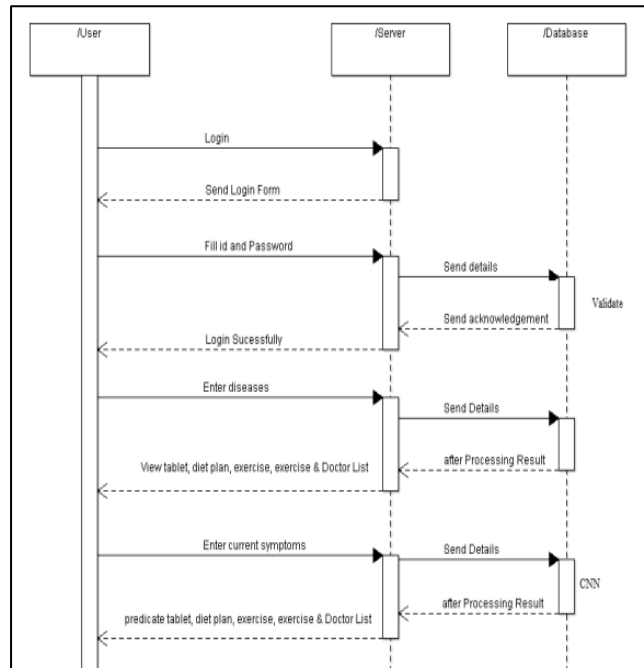 /User
/Server
/Database
Login
Send Login Form
Fill id and Password
Send details
Validate
Send acknowledgement
Login Sucessfully
Enter diseases
Send Details
after Processing Result
View tablet, diet plan, exercise, exercise & Doctor List
Enter current symptoms
Send Details
CNN
after Processing Result
predicate tablet, diet plan, exercise, exercise & Doctor List